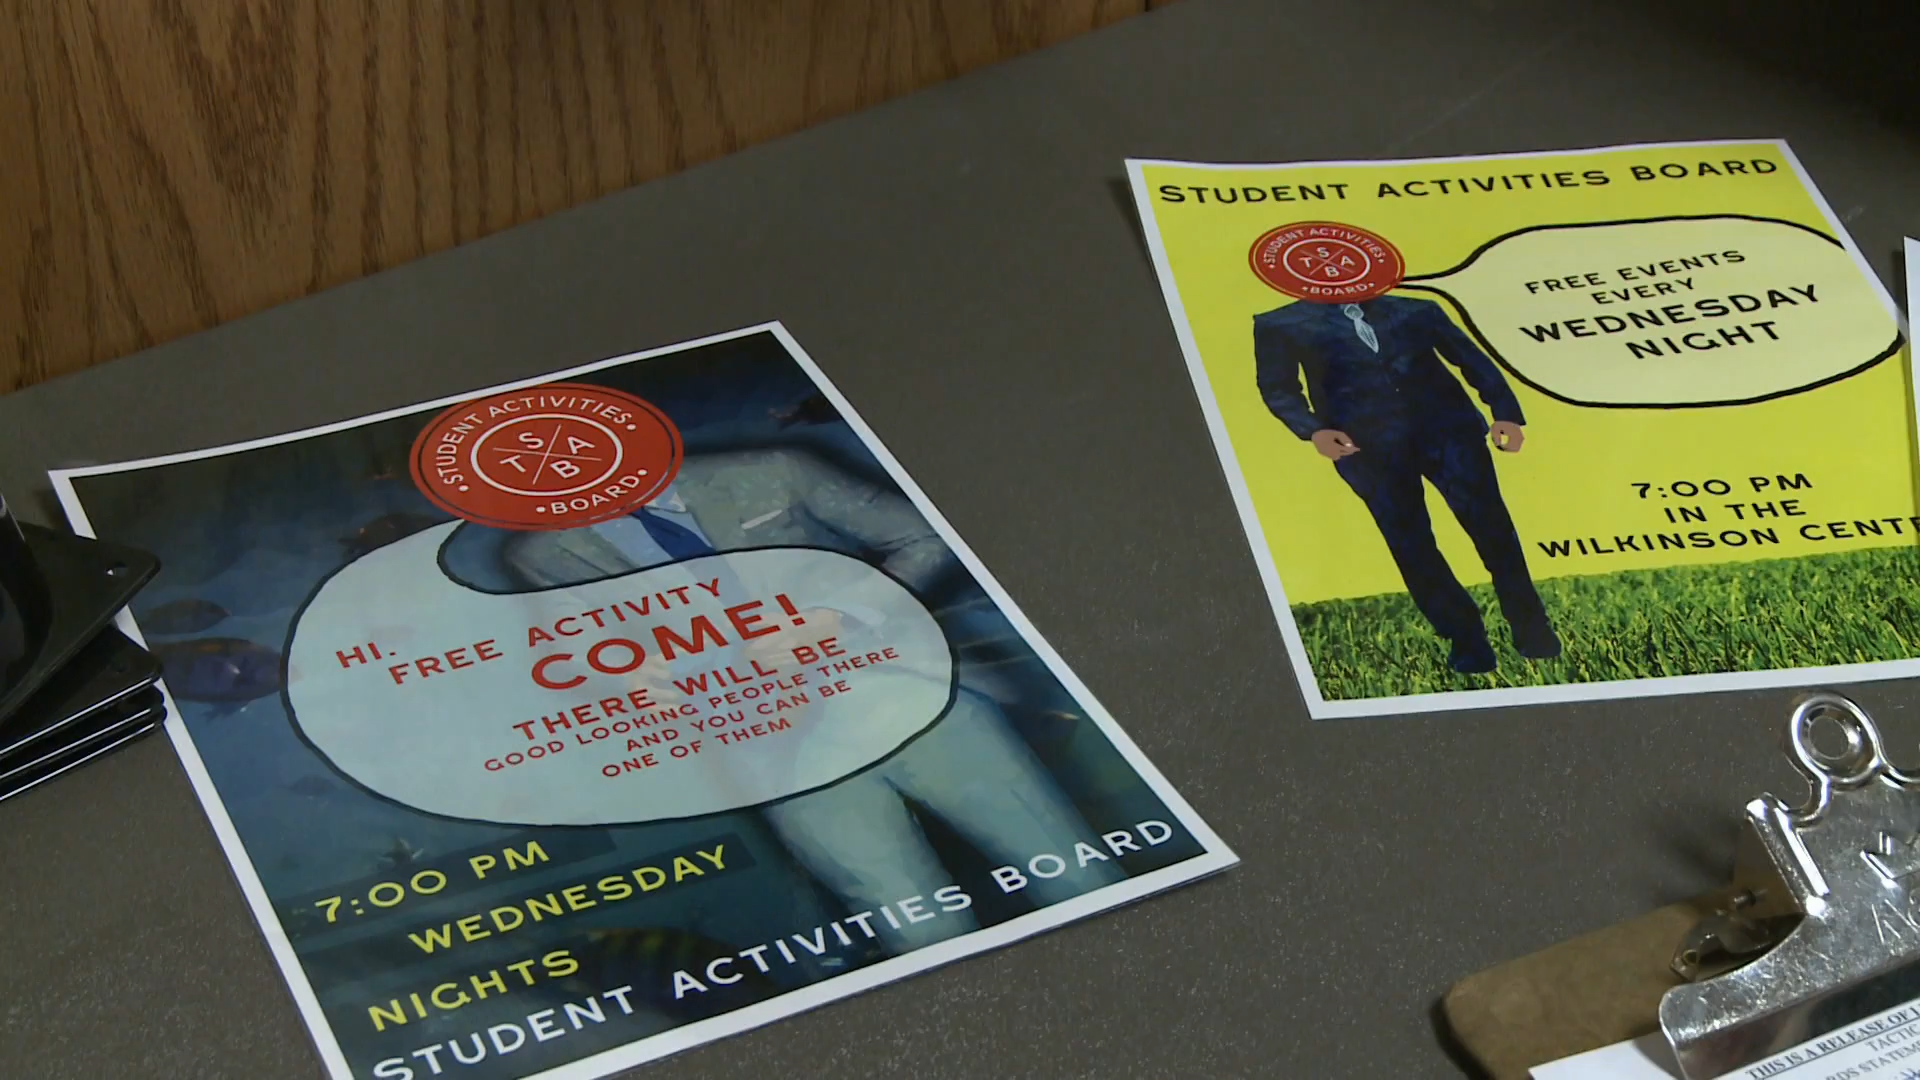 STUDENT ACTIVITIES
S
T A
B
BOARD
HI.
FREE ACTIVITY
COME!
THERE WILL BE
GOOD LOOKING PEOPLE THERE
AND YOU CAN BE
ONE OF THEM
7:00 PM
WEDNESDAY
NIGHTS
STUDENT ACTIVITIES BOARD
STUDENT ACTIVITIES BOARD
STUDENT ACTIVITIES
S
T A
B
BOARD
FREE EVENTS
EVERY
WEDNESDAY
NIGHT
7:00 PM
IN THE
WILKINSON CENTE
THIS IS A RELEASE OF